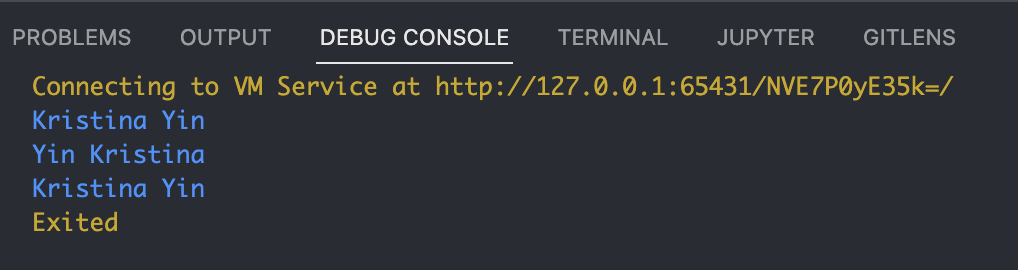 PROBLEMS OUTPUT DEBUG CONSOLE TERMINAL JUPYTER GITLENS
Connecting to VM Service at http://127.0.0.1:65431/NVE7P0yE35k=/
Kristina Yin
Yin Kristina
Kristina Yin
Exited